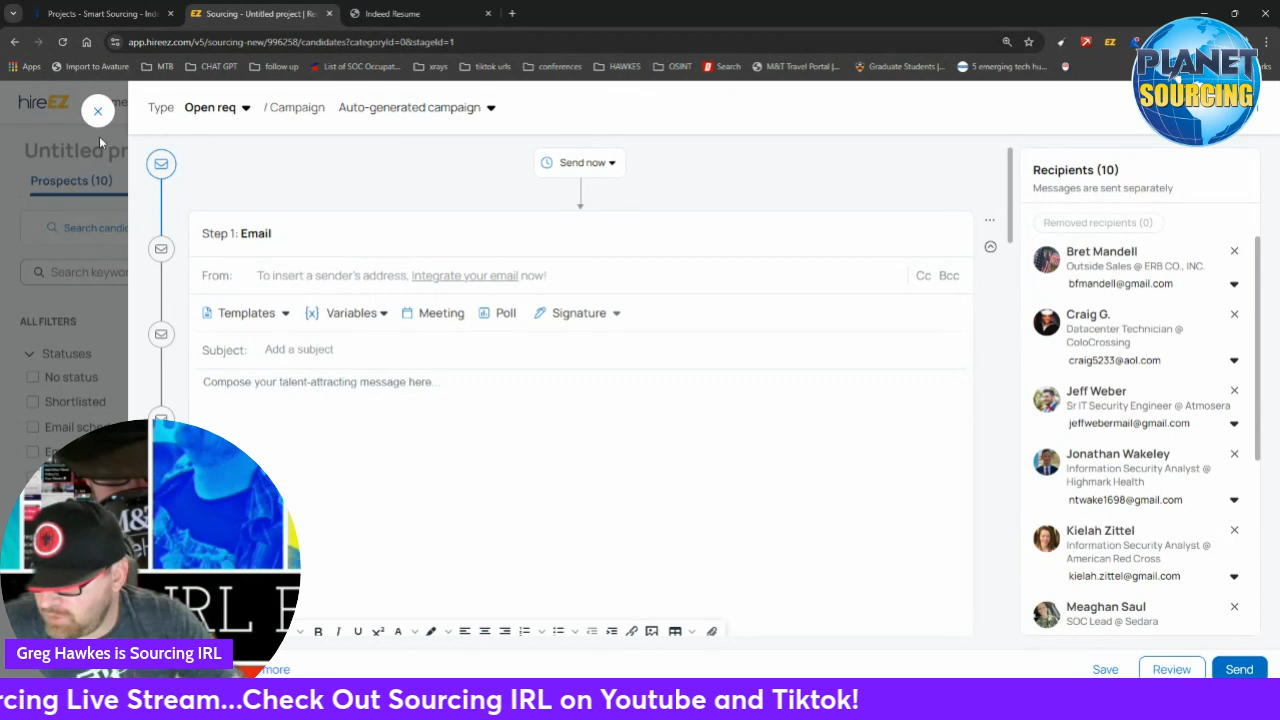 Projects - Smart Sourcing - Ind
Sourcing - Untitled project | Re
Indeed Resume
app.hireez.com/v5/sourcing-new/996258/candidates?categoryId=0&stageId=1
Apps
Import to Avature
MTB
CHAT GPT
follow up
List of SOC Occupat...
xrays
tiktok urls
conferences
HAWKES
OSINT
Search
M&T Travel Portal |...
Graduate Students |...
5 emerging tech hu...
PLANET
SOURCING
hireEZ
Type
Open req
/ Campaign
Auto-generated campaign
Untitled pr
Prospects (10)
Search candi
Search keywor
ALL FILTERS
Statuses
No status
Shortlisted
Email sche
Send now
Step 1: Email
From:
To insert a sender's address, Integrate your email now!
Cc
Bcc
Templates
{x} Variables
Meeting
Poll
Signature
Subject:
Add a subject
Compose your talent-attracting message here...
Recipients (10)
Messages are sent separately
Removed recipients (0)
Bret Mandell
Outside Sales @ ERB CO., INC.
bfmandell@gmail.com
Craig G.
Datacenter Technician @
ColoCrossing
craig5233@aol.com
Jeff Weber
Sr IT Security Engineer @ Atmosera
jeffwebermail@gmail.com
Jonathan Wakeley
Information Security Analyst @
Highmark Health
ntwake1698@gmail.com
Kielah Zittel
Information Security Analyst @
American Red Cross
kielah.zittel@gmail.com
Meaghan Saul
SOC Lead @ Sedara
more
Save
Review
Send
M&T
IRL
Greg Hawkes is Sourcing IRL
rcing Live Stream...Check Out Sourcing IRL on Youtube and Tiktok!